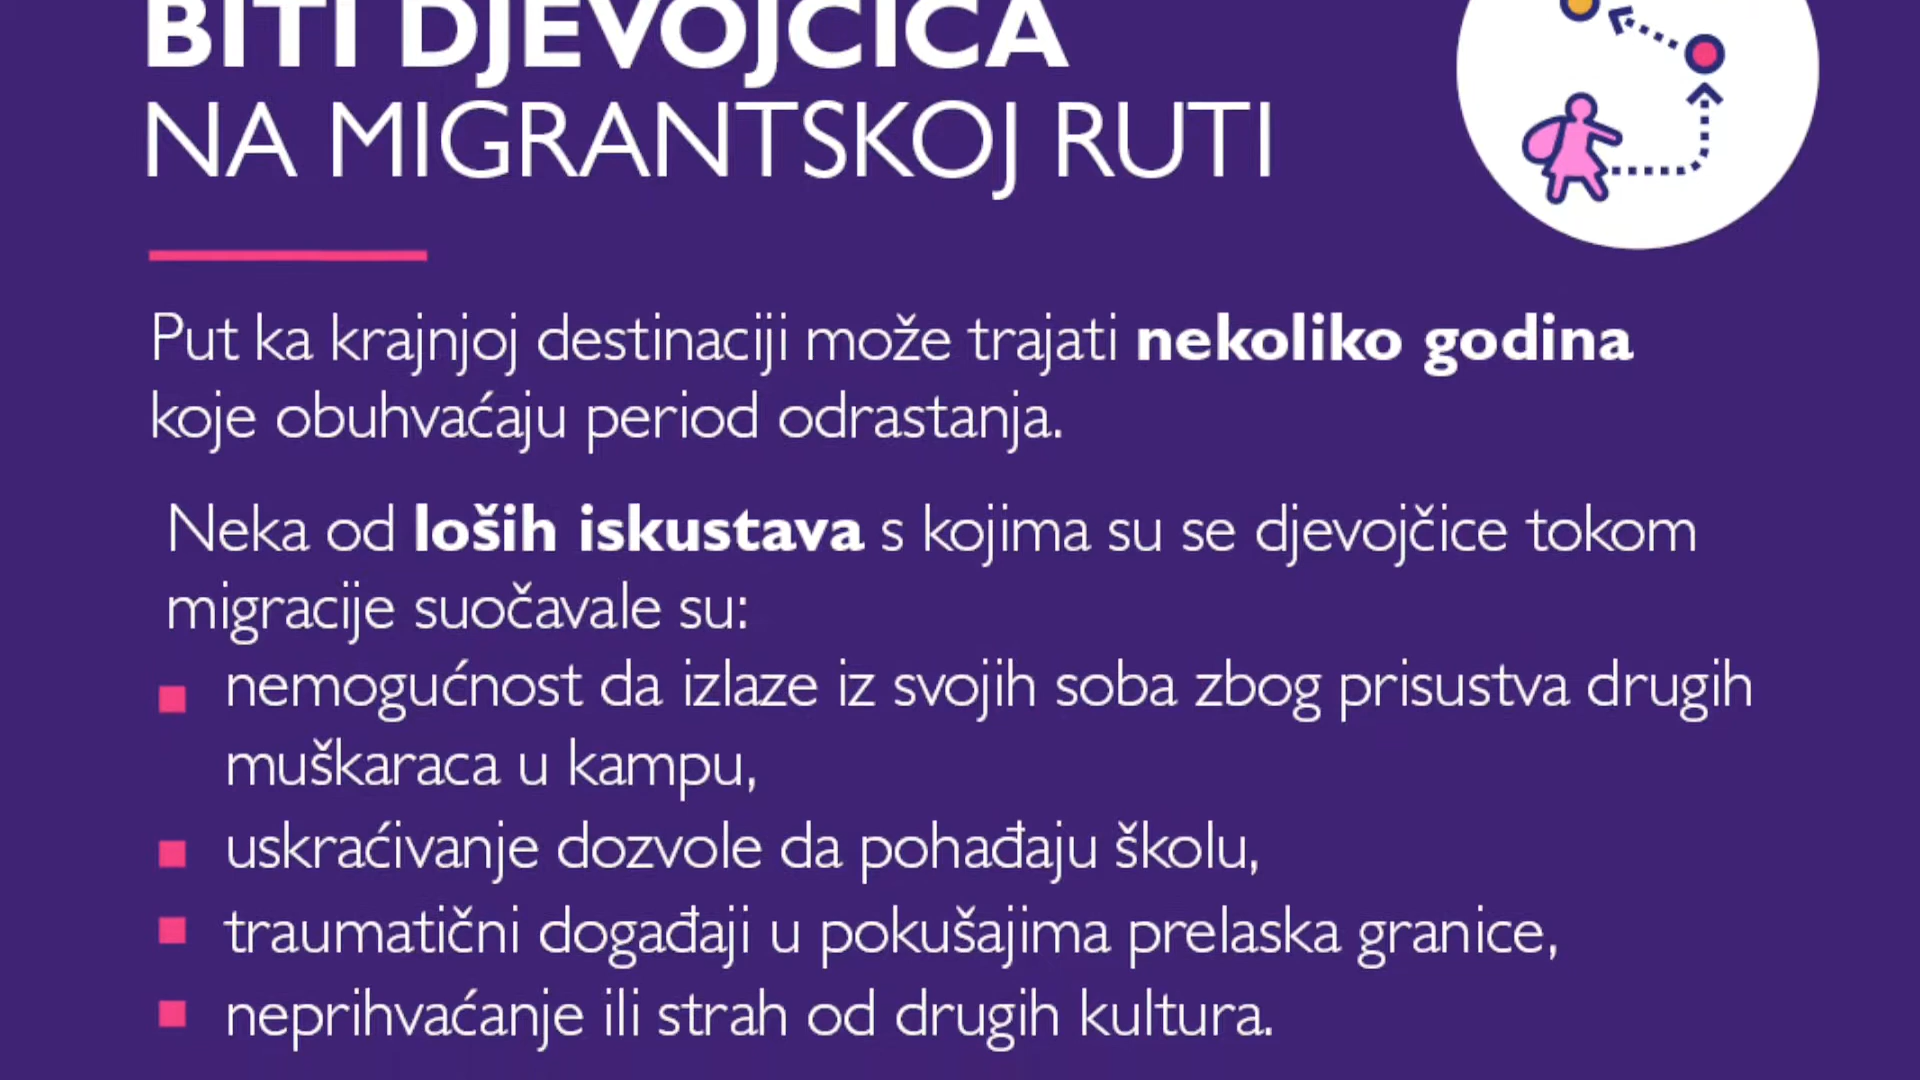 BITI DJEVOJČICA
NA MIGRANTSKOJ RUTI
Put ka krajnjoj destinaciji može trajati nekoliko godina
koje obuhvaćaju period odrastanja.
Neka od loših iskustava s kojima su se djevojčice tokom
migracije suočavale su:
nemogućnost da izlaze iz svojih soba zbog prisustva drugih
muškaraca u kampu,
uskraćivanje dozvole da pohađaju školu,
traumatični događaji u pokušajima prelaska granice,
neprihvaćanje ili strah od drugih kultura.